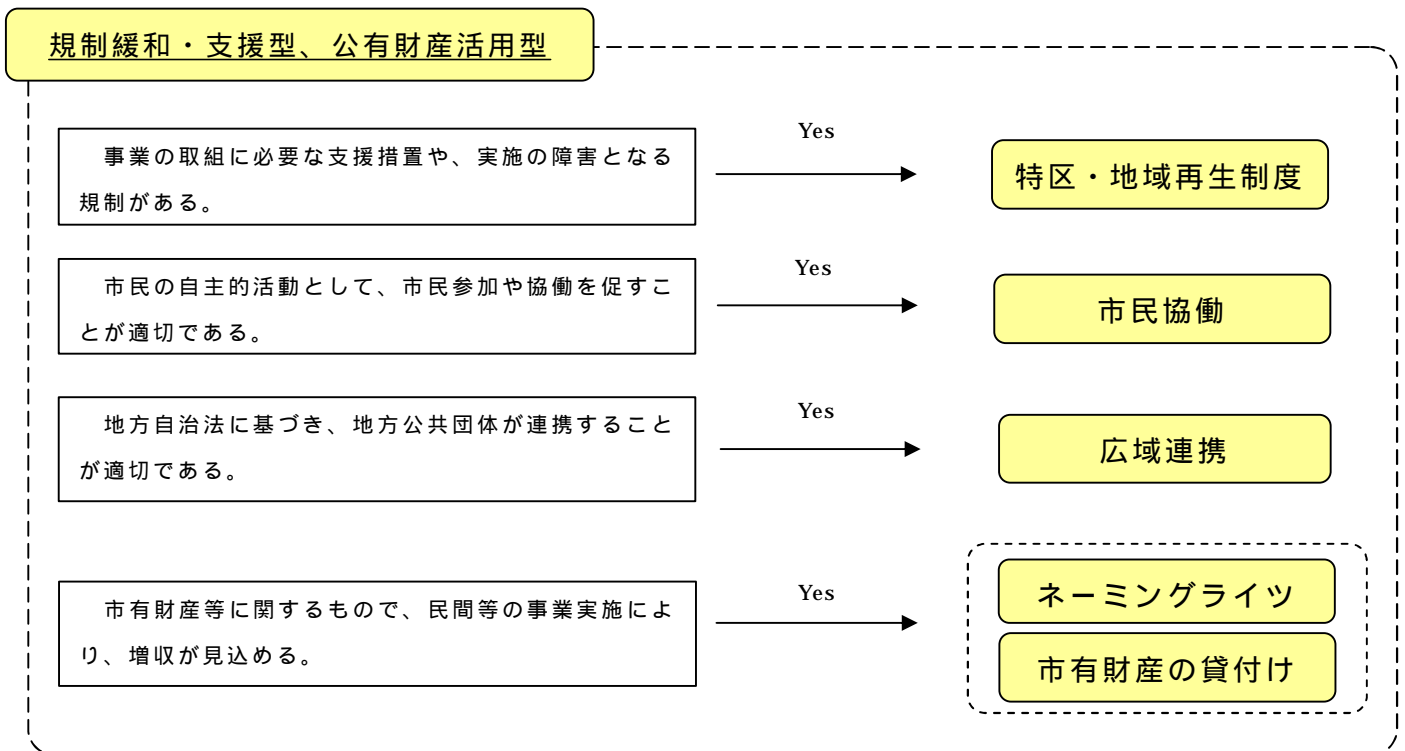 規制緩和・支援型、公有財産活用型
事業の取組に必要な支援措置や、実施の障害となる
規制がある。
Yes
特区・地域再生制度
市民の自主的活動として、市民参加や協働を促すこ
とが適切である。
Yes
市民協働
地方自治法に基づき、地方公共団体が連携すること
が適切である。
Yes
広域連携
市有財産等に関するもので、民間等の事業実施によ
り、増収が見込める。
Yes
ネーミングライツ
市有財産の貸付け